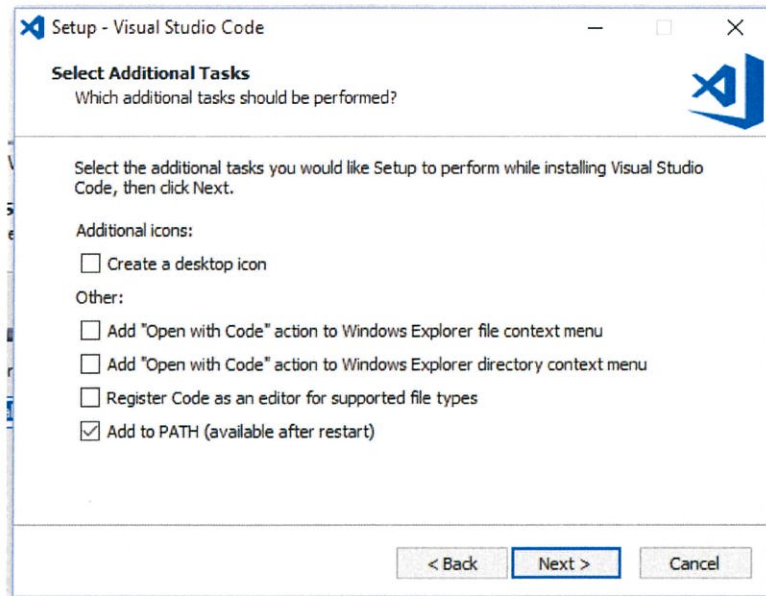 Setup - Visual Studio Code
Select Additional Tasks
Which additional tasks should be performed?
Select the additional tasks you would like Setup to perform while installing Visual Studio
Code, then click Next.
Additional icons:
Create a desktop icon
Other:
Add "Open with Code" action to Windows Explorer file context menu
Add "Open with Code" action to Windows Explorer directory context menu
Register Code as an editor for supported file types
Add to PATH (available after restart)
< Back
Next >
Cancel